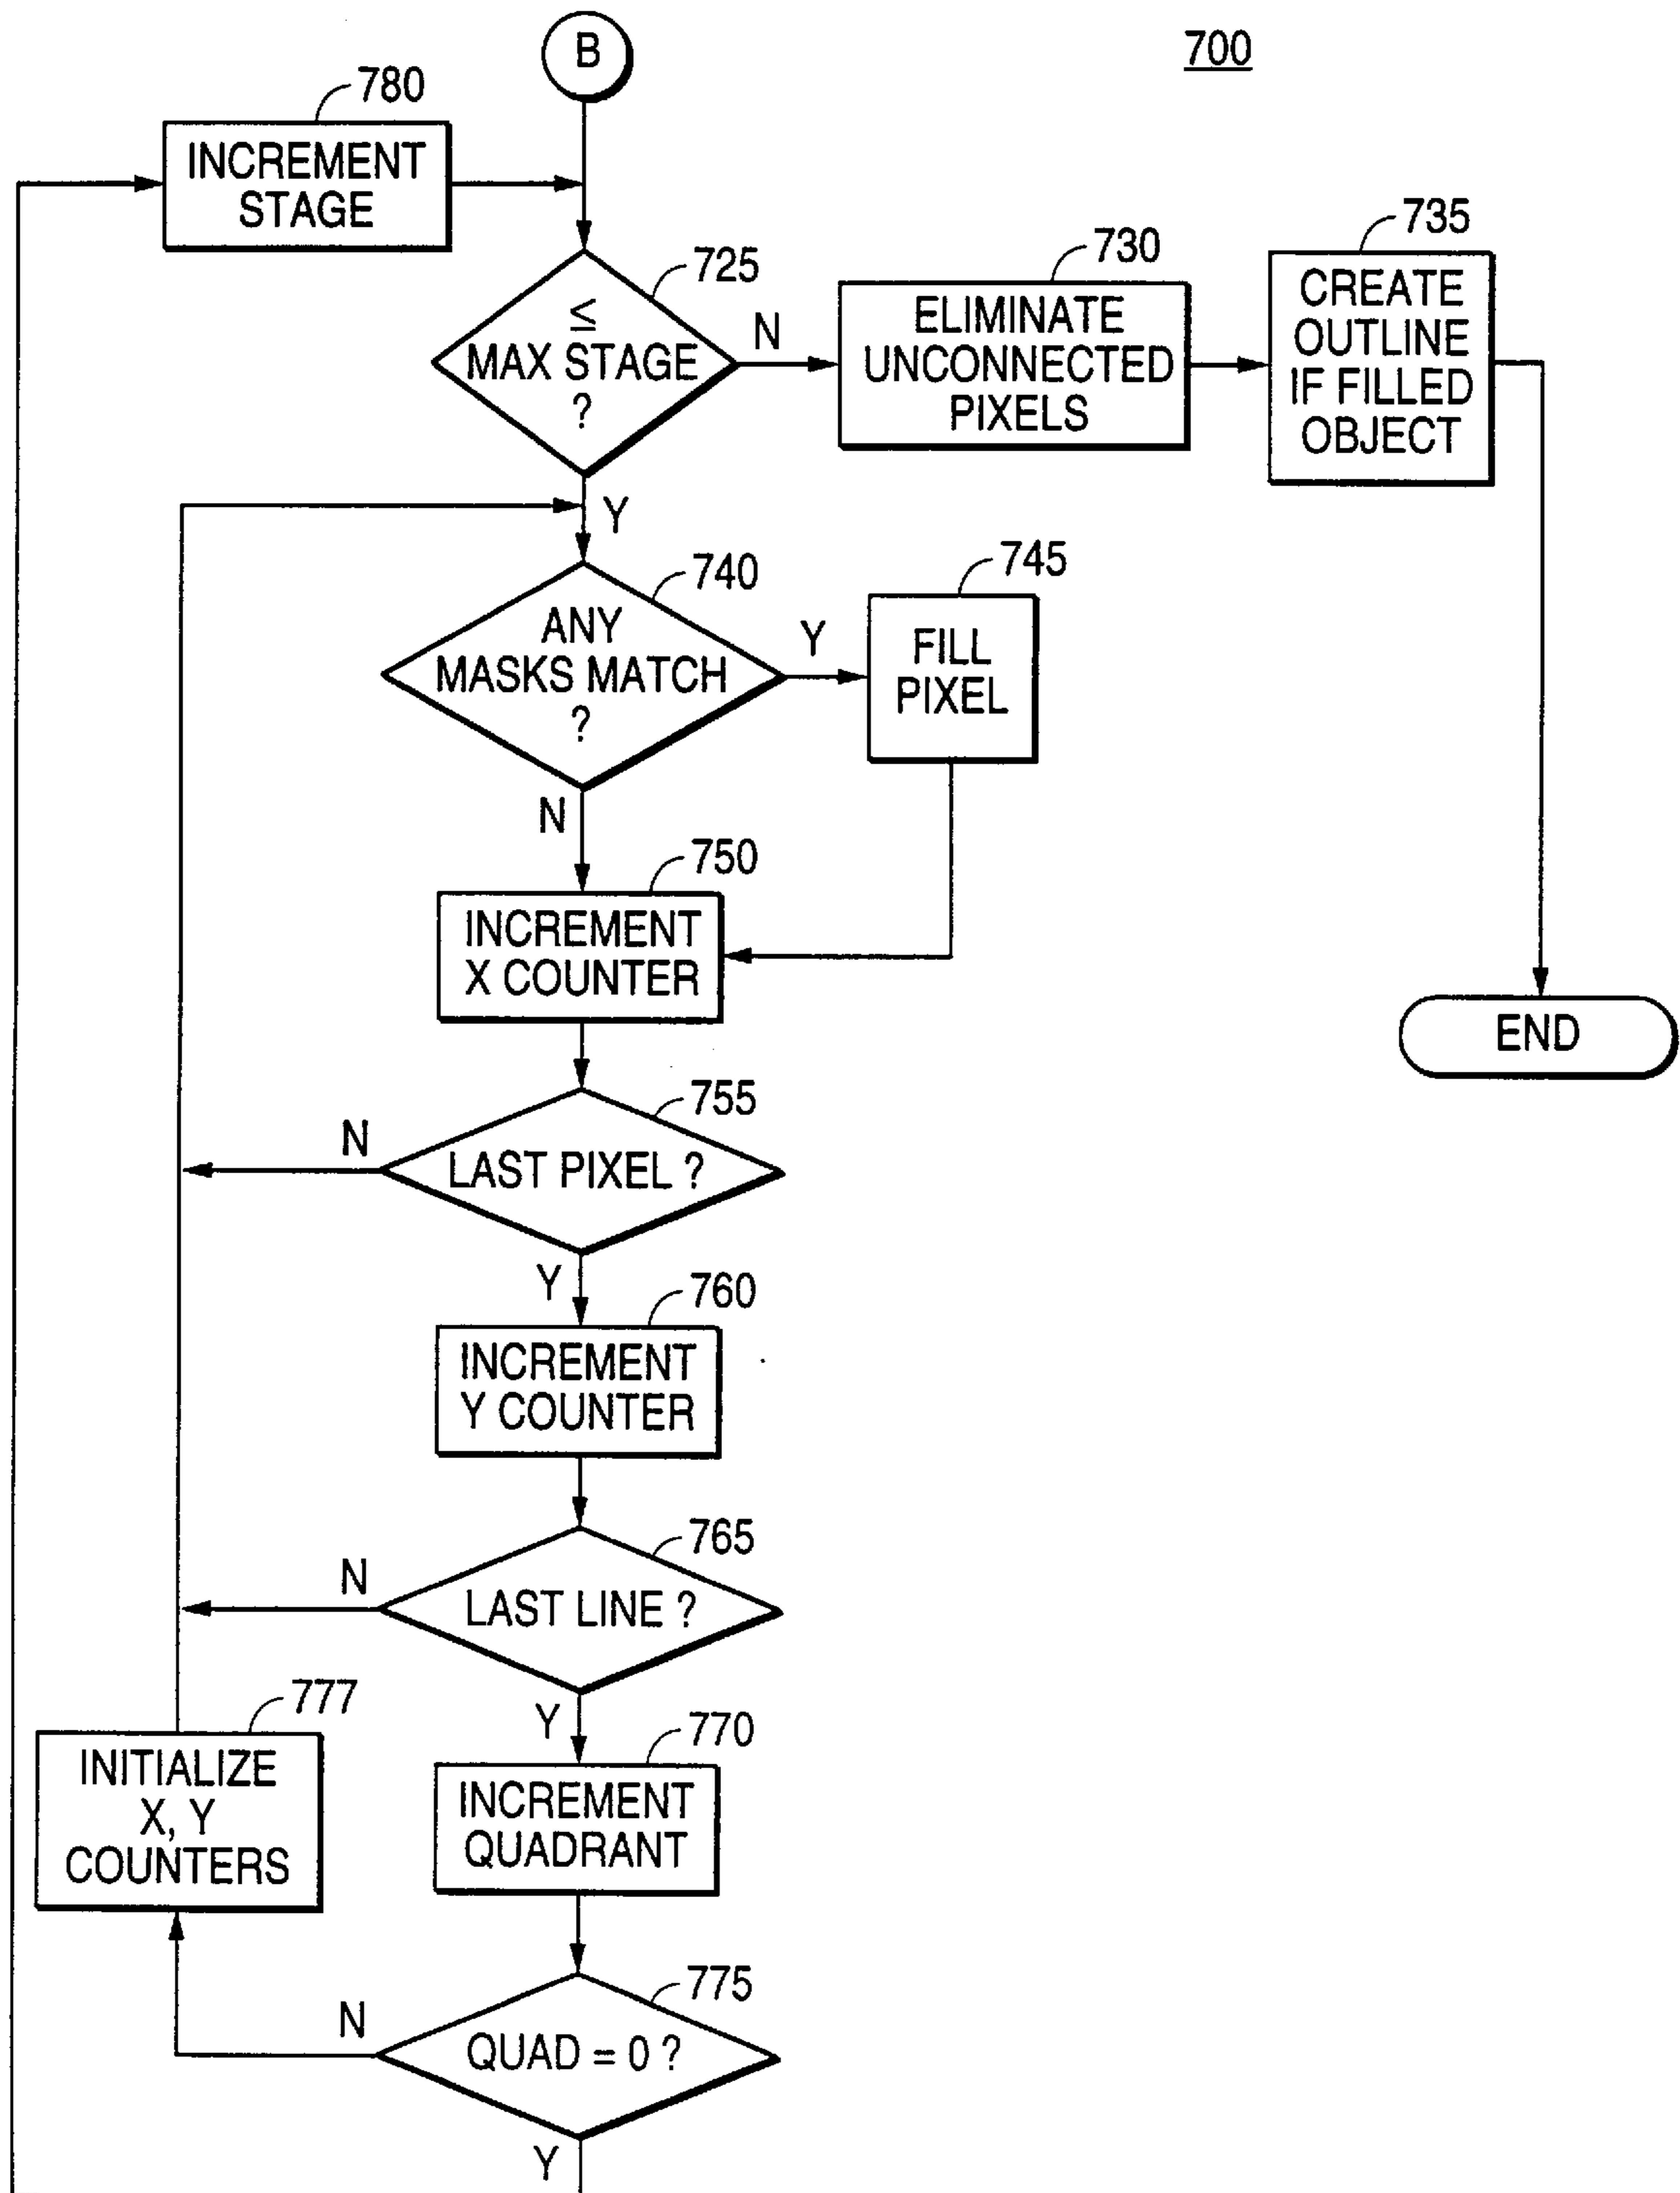 B
700
780
INCREMENT
STAGE
725
≤
MAX STAGE
?
N
Y
730
ELIMINATE
UNCONNECTED
PIXELS
735
CREATE
OUTLINE
IF FILLED
OBJECT
END
740
ANY
MASKS MATCH
?
Y
N
745
FILL
PIXEL
750
INCREMENT
X COUNTER
755
LAST PIXEL ?
N
Y
760
INCREMENT
Y COUNTER
765
LAST LINE ?
N
Y
777
INITIALIZE
X, Y
COUNTERS
770
INCREMENT
QUADRANT
775
QUAD = 0 ?
N
Y